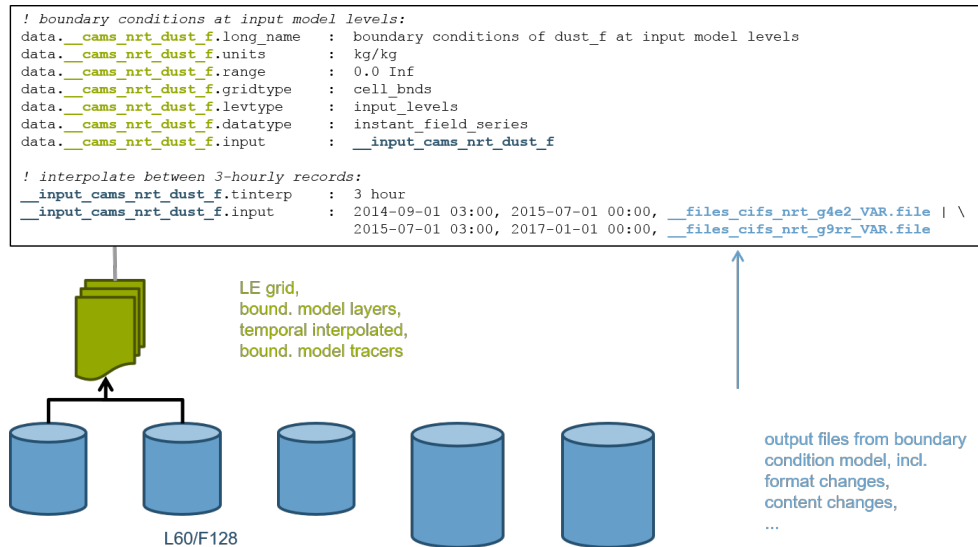 ! boundary conditions at input model levels:
data.__cams_nrt_dust_f.long_name : boundary conditions of dust_f at input model levels
data.__cams_nrt_dust_f.units : kg/kg
data.__cams_nrt_dust_f.range : 0.0 Inf
data.__cams_nrt_dust_f.gridtype : cell_bnds
data.__cams_nrt_dust_f.levtype : input_levels
data.__cams_nrt_dust_f.datatype : instant_field_series
data.__cams_nrt_dust_f.input : __input_cams_nrt_dust_f
! interpolate between 3-hourly records:
__input_cams_nrt_dust_f.tinterp : 3 hour
__input_cams_nrt_dust_f.input : 2014-09-01 03:00, 2015-07-01 00:00, __files_cifs_nrt_g4e2_VAR.file | \
2015-07-01 03:00, 2017-01-01 00:00, __files_cifs_nrt_g9rr_VAR.file
LE grid,
bound. model layers,
temporal interpolated,
bound. model tracers
output files from boundary
condition model, incl.
format changes,
content changes,
...
L60/F128